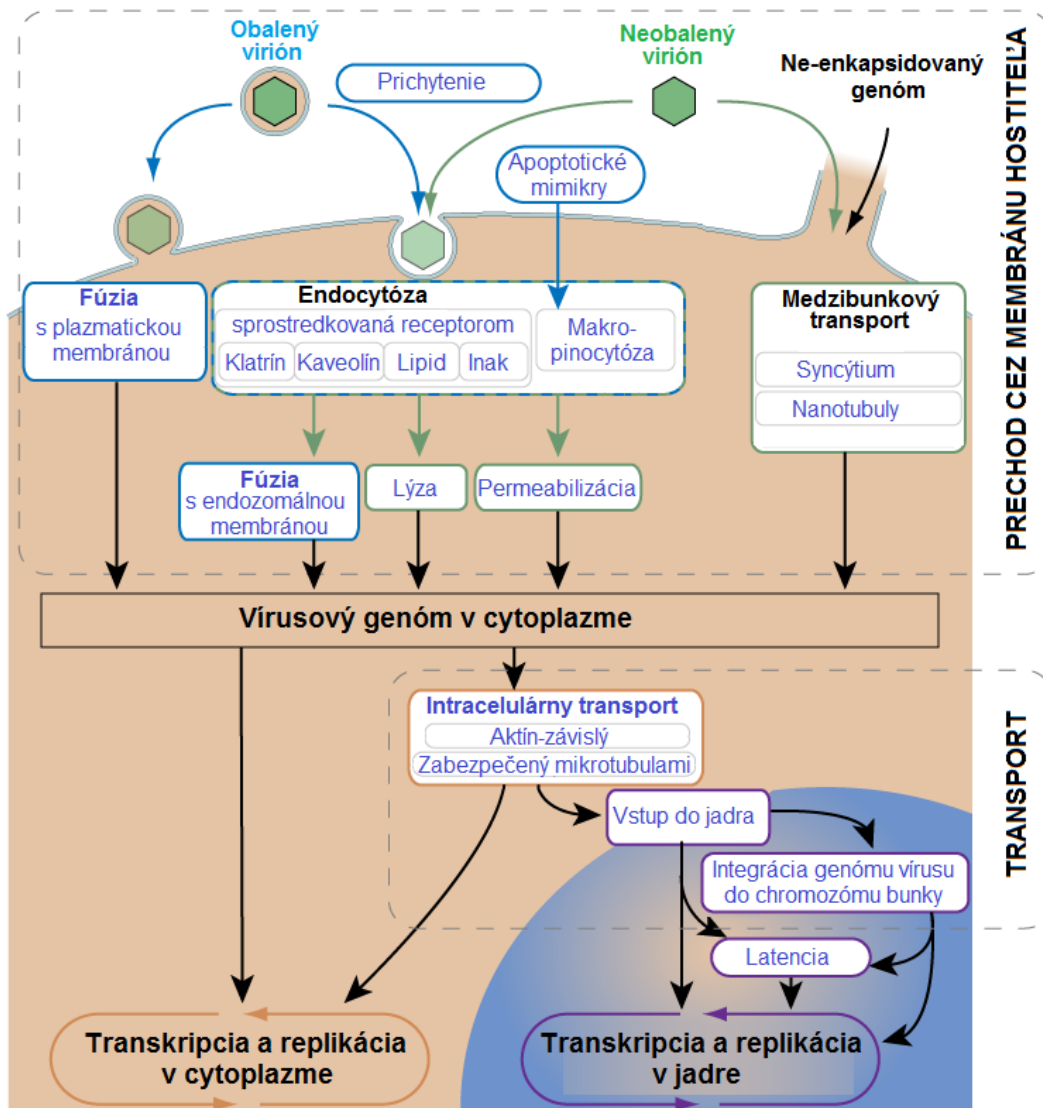 Obalený
virión
Neobalený
virión
Ne-enkapsidovaný
genóm
Prichytenie
Apoptotické
mimikry
PRECHOD CEZ MEMBRÁNU HOSTITEĽA
Fúzia
s plazmatickou
membránou
Endocytóza
sprostredkovaná receptorom
Klatrín
Kaveolín
Lipid
Inak
Makro-
pinocytóza
Medzibunkový
transport
Syncýtium
Nanotubuly
Fúzia
s endozomálnou
membránou
Lýza
Permeabilizácia
Vírusový genóm v cytoplazme
Intracelulárny transport
Aktín-závislý
Zabezpečený mikrotubulami
TRANSPORT
Vstup do jadra
Integrácia genómu vírusu
do chromozómu bunky
Latencia
Transkripcia a replikácia
v cytoplazme
Transkripcia a replikácia
v jadre